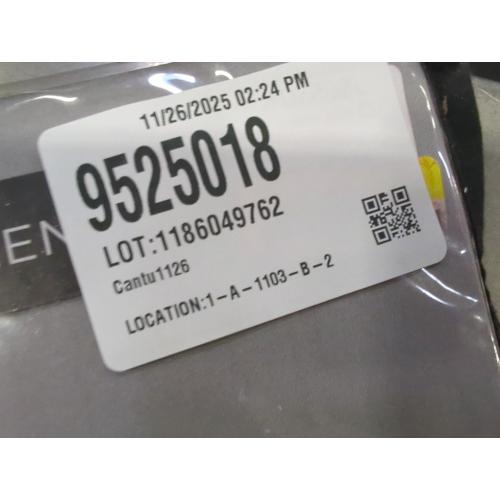 11/26/2025 02:24 PM
9525018
LOT:1186049762
Cantu1126
LOCATION:1-A-1103-B-2
EN